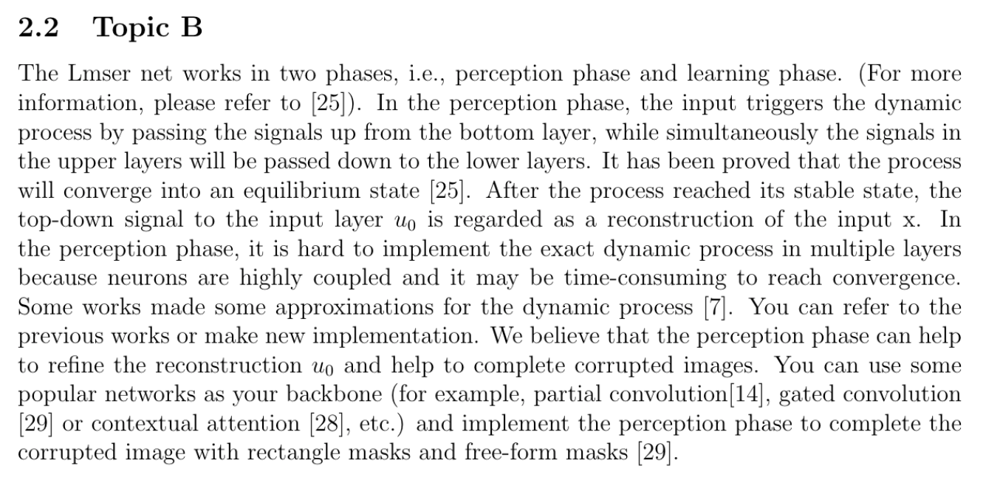 2.2 Topic B
The Lmser net works in two phases, i.e., perception phase and learning phase. (For more
information, please refer to [25]). In the perception phase, the input triggers the dynamic
process by passing the signals up from the bottom layer, while simultaneously the signals in
the upper layers will be passed down to the lower layers. It has been proved that the process
will converge into an equilibrium state [25]. After the process reached its stable state, the
top-down signal to the input layer u₀ is regarded as a reconstruction of the input x. In
the perception phase, it is hard to implement the exact dynamic process in multiple layers
because neurons are highly coupled and it may be time-consuming to reach convergence.
Some works made some approximations for the dynamic process [7]. You can refer to the
previous works or make new implementation. We believe that the perception phase can help
to refine the reconstruction u₀ and help to complete corrupted images. You can use some
popular networks as your backbone (for example, partial convolution[14], gated convolution
[29] or contextual attention [28], etc.) and implement the perception phase to complete the
corrupted image with rectangle masks and free-form masks [29].